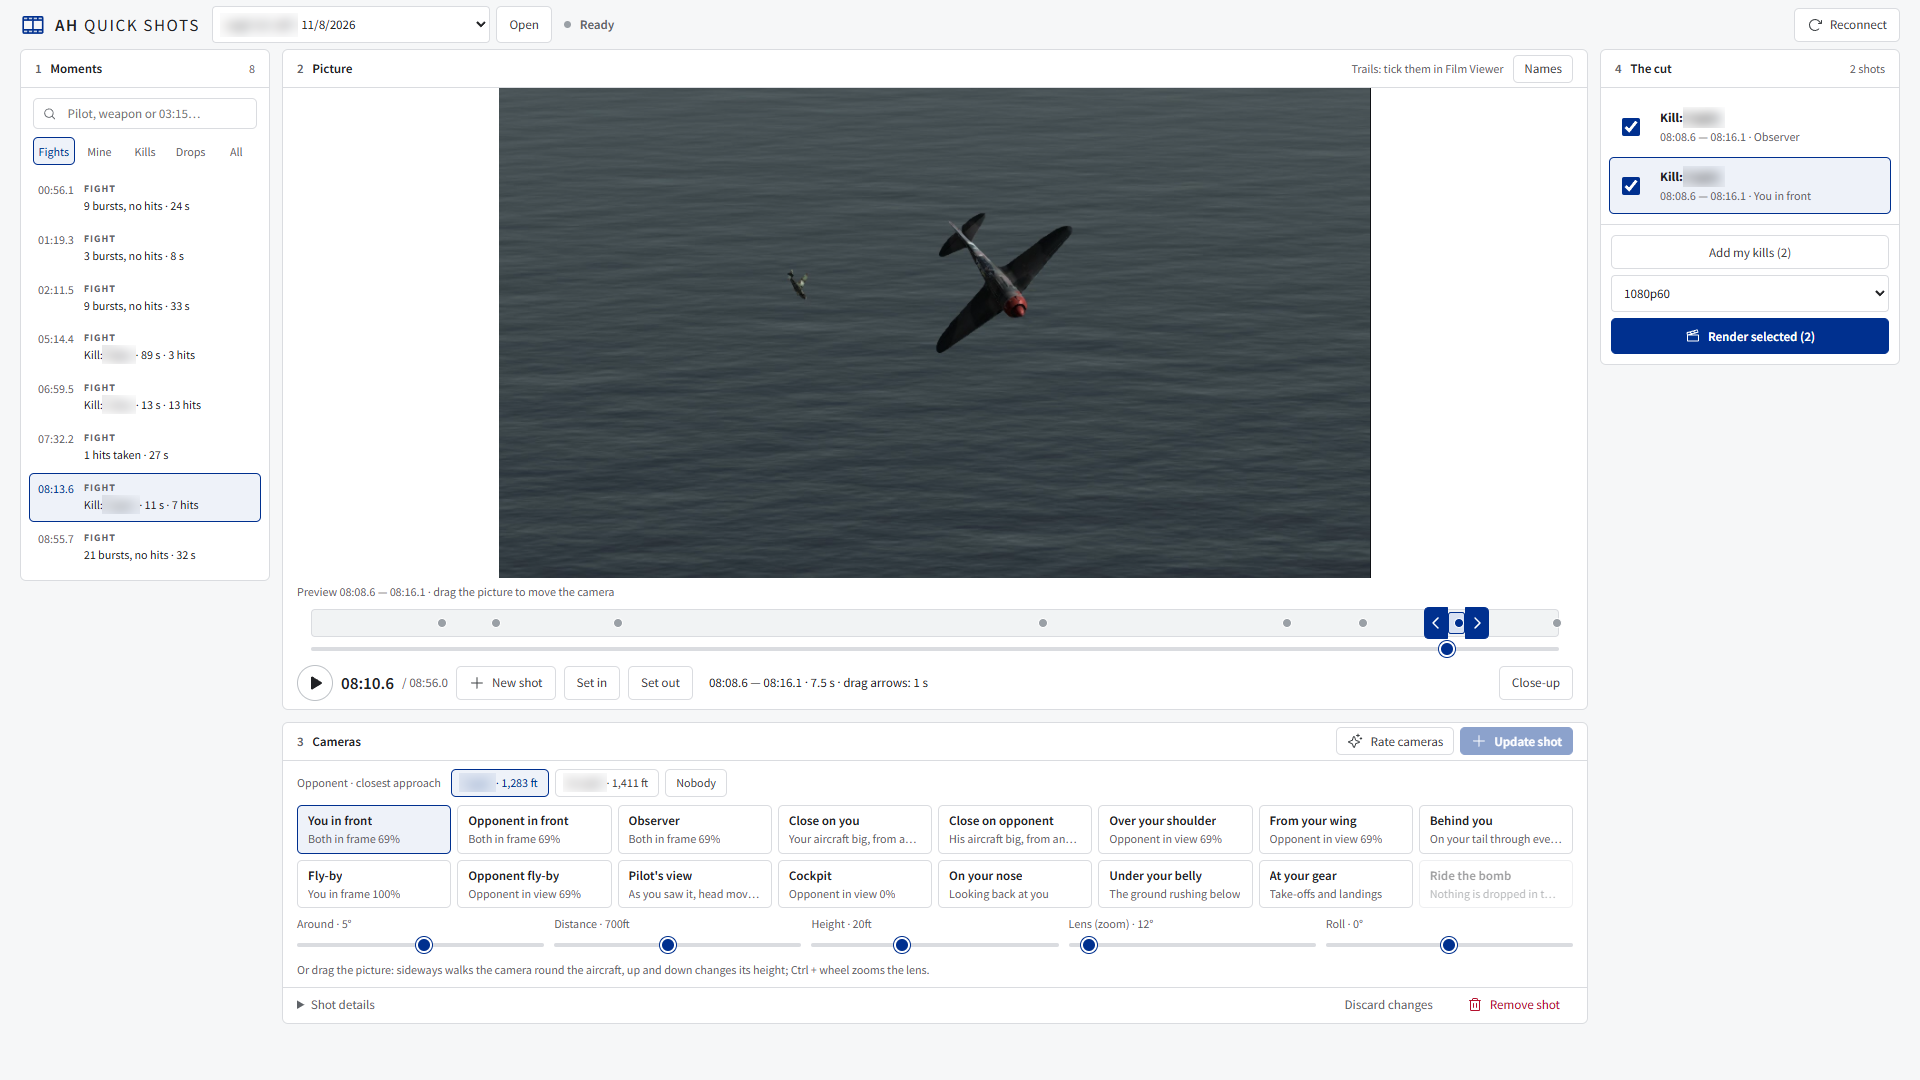 AH QUICK SHOTS
11/8/2026
Open
Ready
Reconnect
1 Moments 8
Pilot, weapon or 03:15…
Fights Mine Kills Drops All
00:56.1 FIGHT
9 bursts, no hits · 24 s
01:19.3 FIGHT
3 bursts, no hits · 8 s
02:11.5 FIGHT
9 bursts, no hits · 33 s
05:14.4 FIGHT
Kill: · 89 s · 3 hits
06:59.5 FIGHT
Kill: · 13 s · 13 hits
07:32.2 FIGHT
1 hits taken · 27 s
08:13.6 FIGHT
Kill: · 11 s · 7 hits
08:55.7 FIGHT
21 bursts, no hits · 32 s
2 Picture
Trails: tick them in Film Viewer
Names
Preview 08:08.6 — 08:16.1 · drag the picture to move the camera
08:10.6 / 08:56.0
New shot
Set in
Set out
08:08.6 — 08:16.1 · 7.5 s · drag arrows: 1 s
Close-up
3 Cameras
Rate cameras
Update shot
Opponent · closest approach
· 1,283 ft
· 1,411 ft
Nobody
You in front
Both in frame 69%
Opponent in front
Both in frame 69%
Observer
Both in frame 69%
Close on you
Your aircraft big, from a…
Close on opponent
His aircraft big, from an…
Over your shoulder
Opponent in view 69%
From your wing
Opponent in view 69%
Behind you
On your tail through eve…
Fly-by
You in frame 100%
Opponent fly-by
Opponent in view 69%
Pilot's view
As you saw it, head mov…
Cockpit
Opponent in view 0%
On your nose
Looking back at you
Under your belly
The ground rushing below
At your gear
Take-offs and landings
Ride the bomb
Nothing is dropped in t…
Around · 5°
Distance · 700ft
Height · 20ft
Lens (zoom) · 12°
Roll · 0°
Or drag the picture: sideways walks the camera round the aircraft, up and down changes its height; Ctrl + wheel zooms the lens.
Shot details
Discard changes
Remove shot
4 The cut 2 shots
Kill:
08:08.6 — 08:16.1 · Observer
Kill:
08:08.6 — 08:16.1 · You in front
Add my kills (2)
1080p60
Render selected (2)